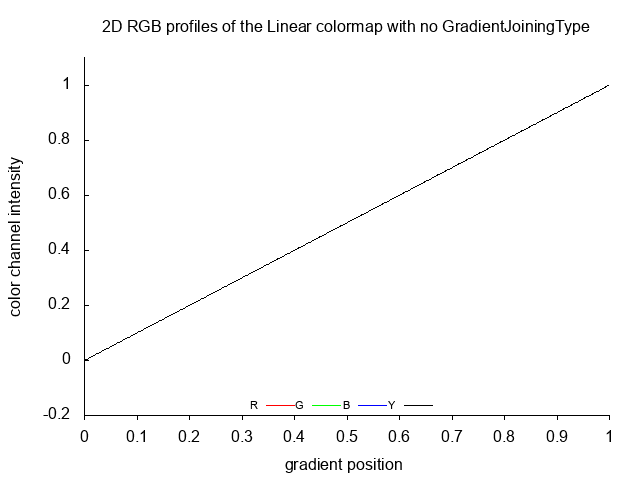 2D RGB profiles of the Linear colormap with no GradientJoiningType
1
0.8
0.6
0.4
0.2
0
-0.2
color channel intensity
R G B Y
0 0.1 0.2 0.3 0.4 0.5 0.6 0.7 0.8 0.9 1
gradient position